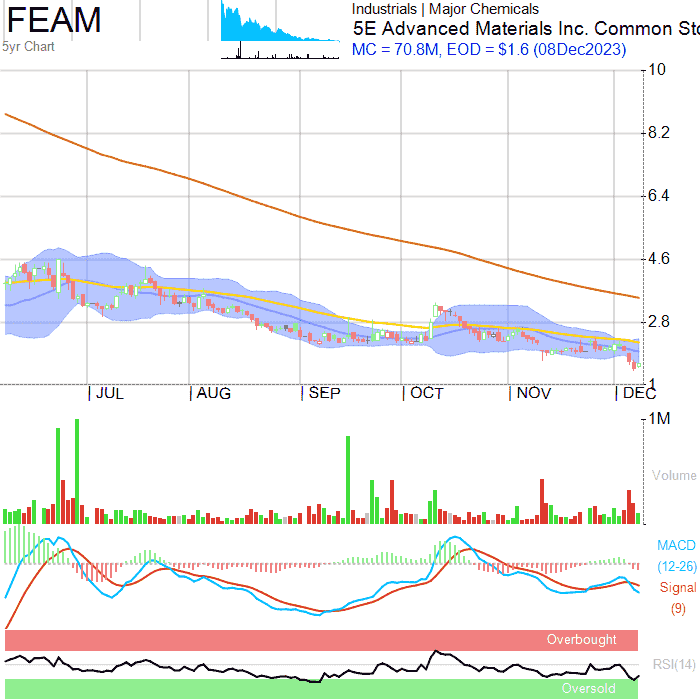 FEAM
5yr Chart
Industrials | Major Chemicals
5E Advanced Materials Inc. Common Sto
MC = 70.8M, EOD = $1.6 (08Dec2023)
10
8.2
6.4
4.6
2.8
1
JUL AUG SEP OCT NOV DEC
1M
Volume
MACD
(12-26)
Signal
(9)
Overbought
RSI(14)
Oversold